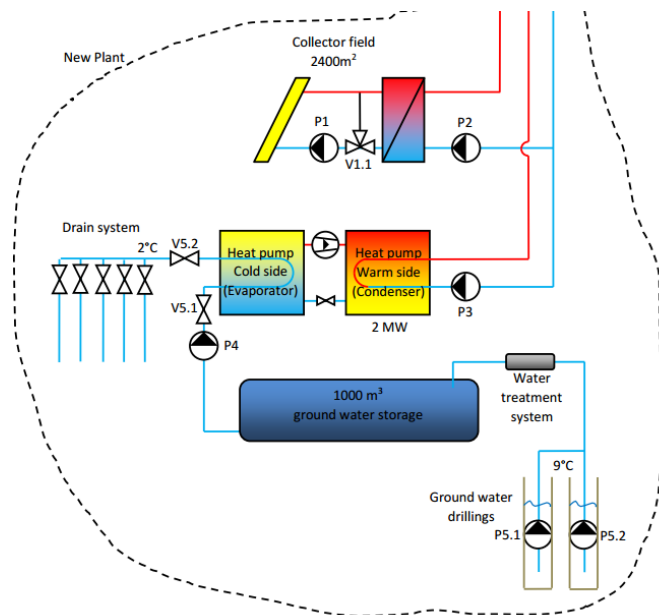 Collector field
2400m²
New Plant
P1
P2
V1.1
Drain system
2°C
V5.2
Heat pump
Cold side
(Evaporator)
Heat pump
Warm side
(Condenser)
V5.1
P3
2 MW
P4
1000 m³
ground water storage
Water
treatment
system
9°C
Ground water
drillings
P5.1
P5.2